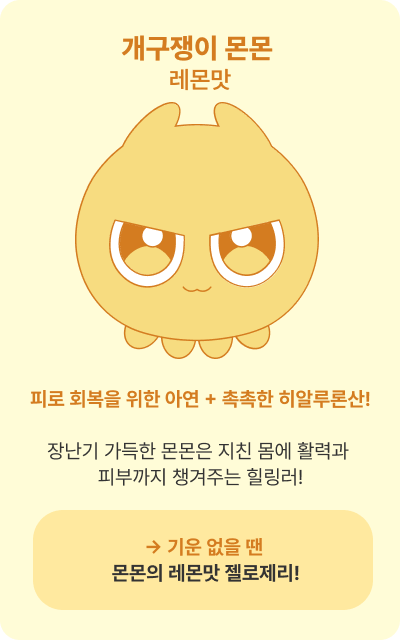 개구쟁이 몬몬
레몬맛
피로 회복을 위한 아연 + 촉촉한 히알루론산!
장난기 가득한 몬몬은 지친 몸에 활력과
피부까지 챙겨주는 힐링러!
→ 기운 없을 땐
몬몬의 레몬맛 젤로제리!